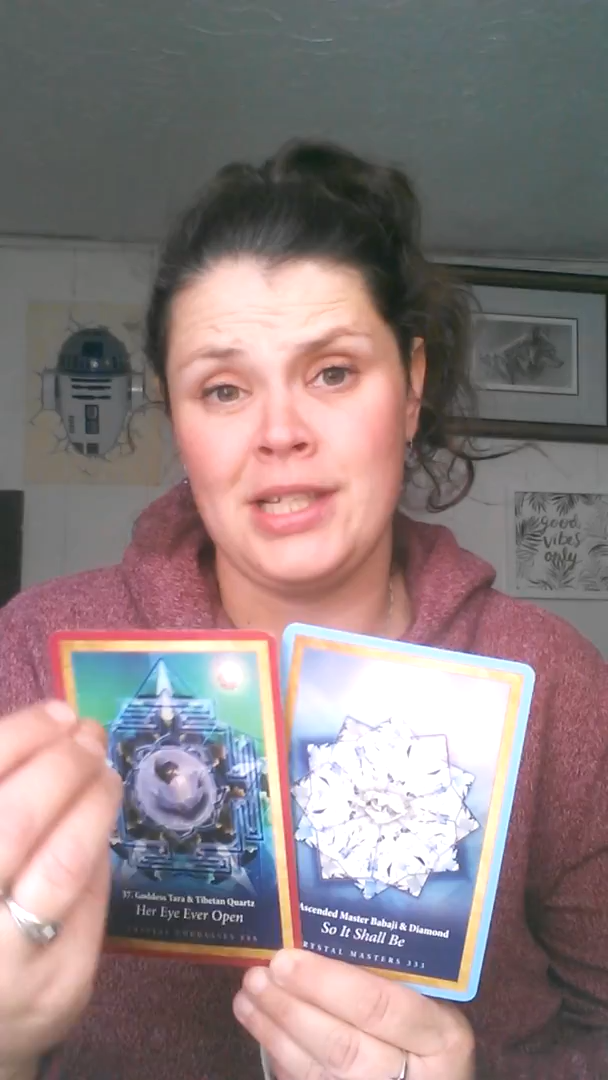 good
vibes
only
37. Goddess Tara & Tibetan Quartz
Her Eye Ever Open
Ascended Master Babaji & Diamond
So It Shall Be
CRYSTAL MASTERS 333